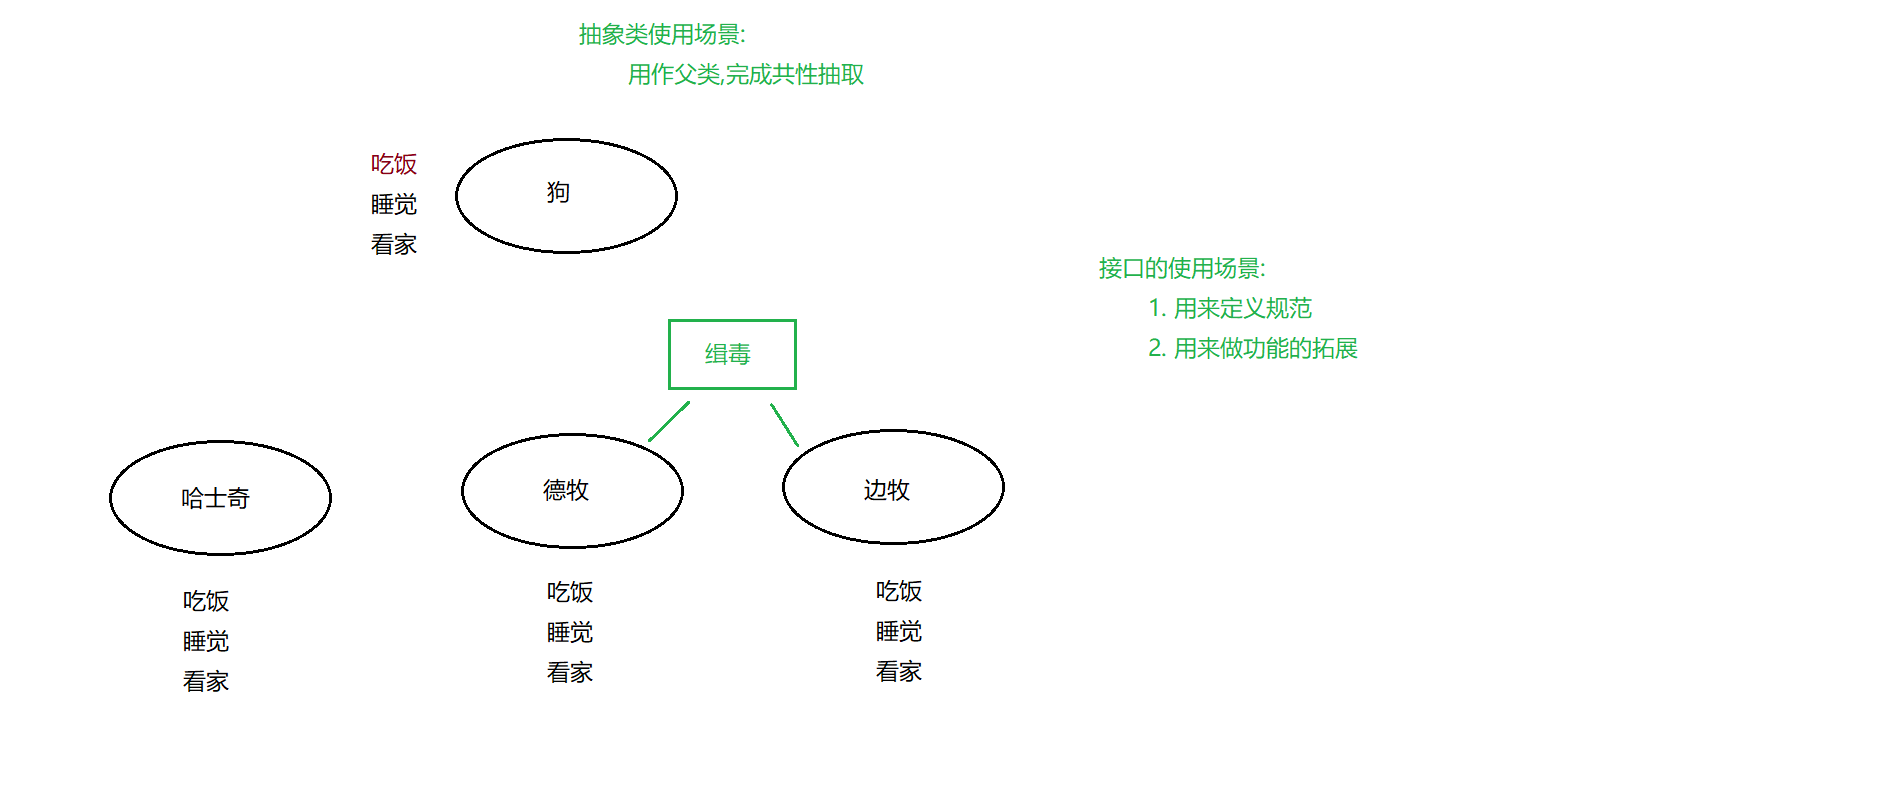 抽象类使用场景:
用作父类,完成共性抽取
吃饭
睡觉
看家
狗
接口的使用场景:
1. 用来定义规范
2. 用来做功能的拓展
缉毒
哈士奇
德牧
边牧
吃饭
睡觉
看家
吃饭
睡觉
看家
吃饭
睡觉
看家